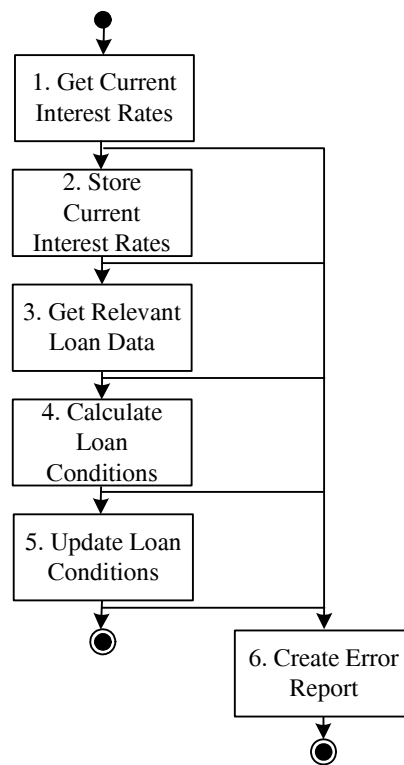 1. Get Current
Interest Rates
2. Store
Current
Interest Rates
3. Get Relevant
Loan Data
4. Calculate
Loan
Conditions
5. Update Loan
Conditions
6. Create Error
Report